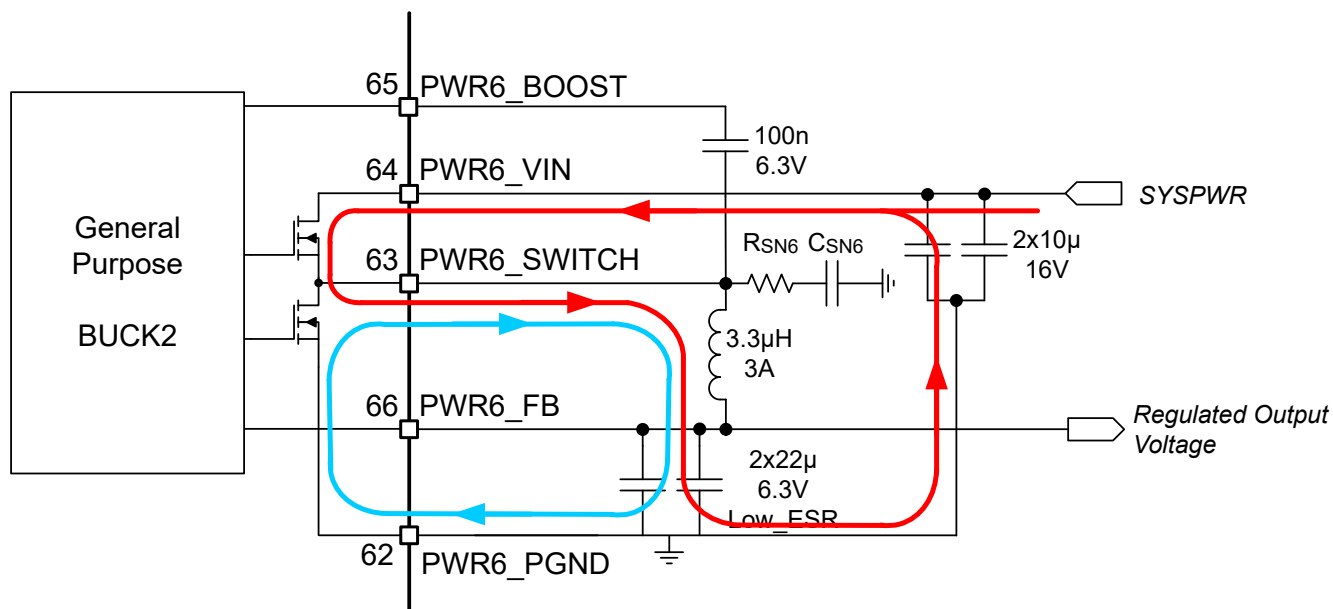 65
PWR6_BOOST
100n
6.3V
64
PWR6_VIN
SYSPWR
General
Purpose
BUCK2
63
PWR6_SWITCH
RSN6
CSN6
2x10µ
16V
3.3µH
3A
66
PWR6_FB
Regulated Output
Voltage
2x22µ
6.3V
Low_ESR
62
PWR6_PGND